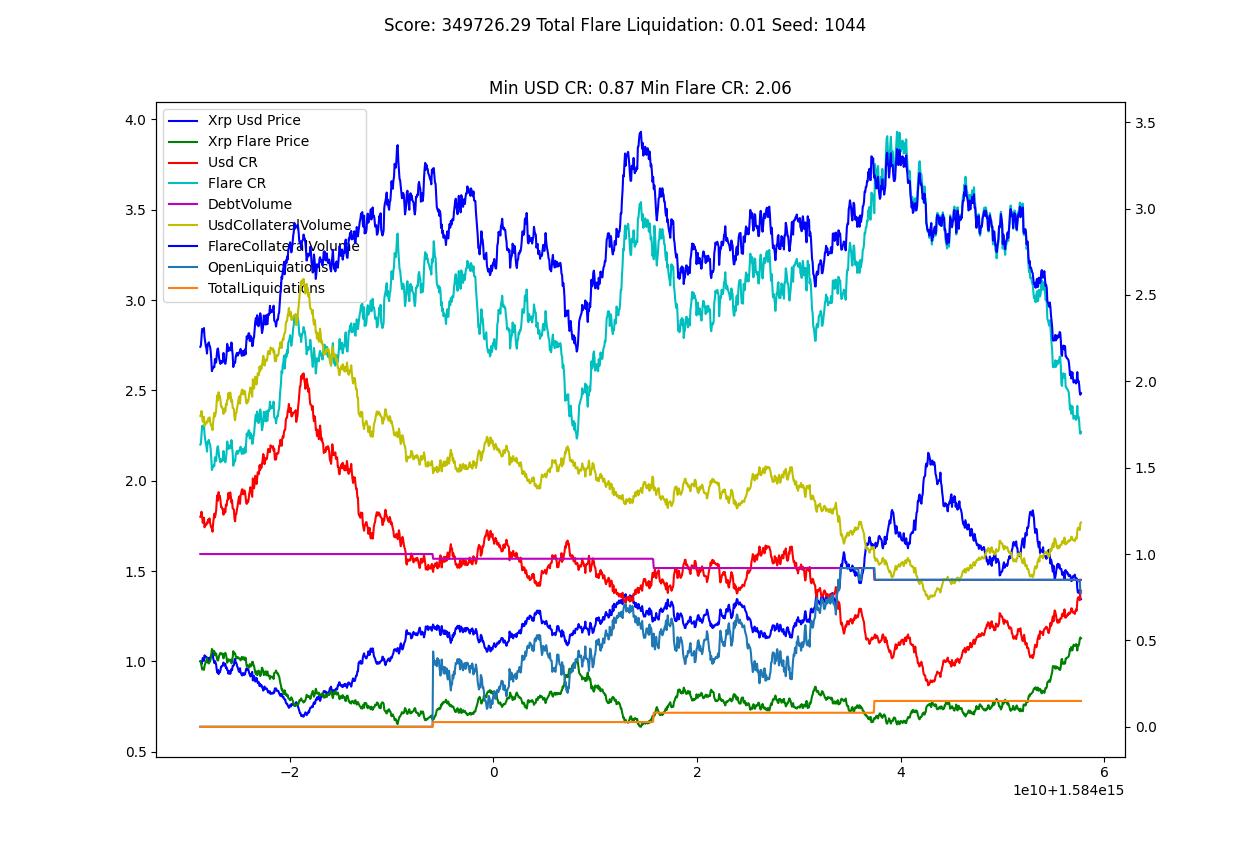 Score: 349726.29 Total Flare Liquidation: 0.01 Seed: 1044
Min USD CR: 0.87 Min Flare CR: 2.06
Xrp Usd Price
Xrp Flare Price
Usd CR
Flare CR
DebtVolume
UsdCollateralVolume
FlareCollateralVolume
OpenLiquidations
TotalLiquidations
4.0
3.5
3.0
2.5
2.0
1.5
1.0
0.5
3.5
3.0
2.5
2.0
1.5
1.0
0.5
0.0
−2 0 2 4 6
1e10+1.584e15